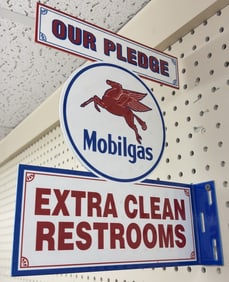 OUR PLEDGE
Mobilgas
EXTRA CLEAN
RESTROOMS